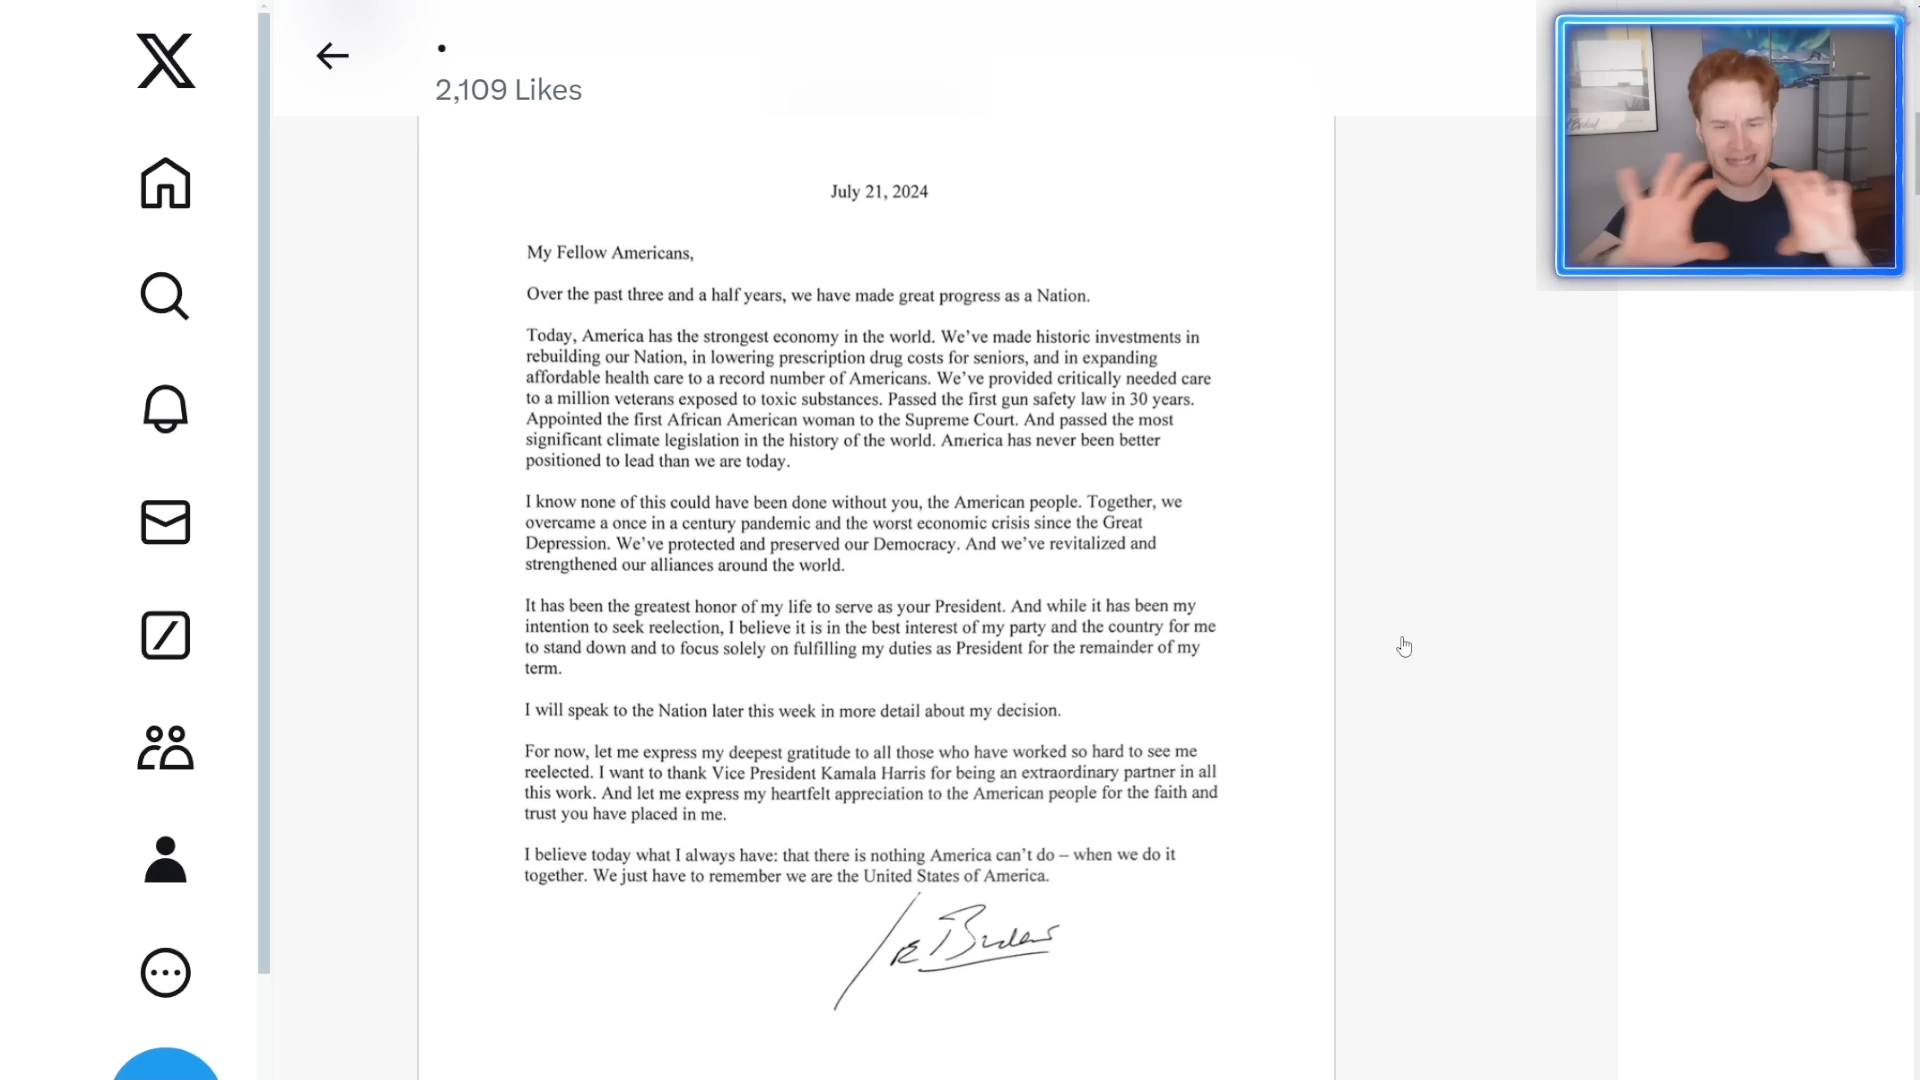 2,109 Likes
July 21, 2024
My Fellow Americans,
Over the past three and a half years, we have made great progress as a Nation.
Today, America has the strongest economy in the world. We’ve made historic investments in
rebuilding our Nation, in lowering prescription drug costs for seniors, and in expanding
affordable health care to a record number of Americans. We’ve provided critically needed care
to a million veterans exposed to toxic substances. Passed the first gun safety law in 30 years.
Appointed the first African American woman to the Supreme Court. And passed the most
significant climate legislation in the history of the world. America has never been better
positioned to lead than we are today.
I know none of this could have been done without you, the American people. Together, we
overcame a once in a century pandemic and the worst economic crisis since the Great
Depression. We’ve protected and preserved our Democracy. And we’ve revitalized and
strengthened our alliances around the world.
It has been the greatest honor of my life to serve as your President. And while it has been my
intention to seek reelection, I believe it is in the best interest of my party and the country for me
to stand down and to focus solely on fulfilling my duties as President for the remainder of my
term.
I will speak to the Nation later this week in more detail about my decision.
For now, let me express my deepest gratitude to all those who have worked so hard to see me
reelected. I want to thank Vice President Kamala Harris for being an extraordinary partner in all
this work. And let me express my heartfelt appreciation to the American people for the faith and
trust you have placed in me.
I believe today what I always have: that there is nothing America can’t do – when we do it
together. We just have to remember we are the United States of America.
Joe Biden